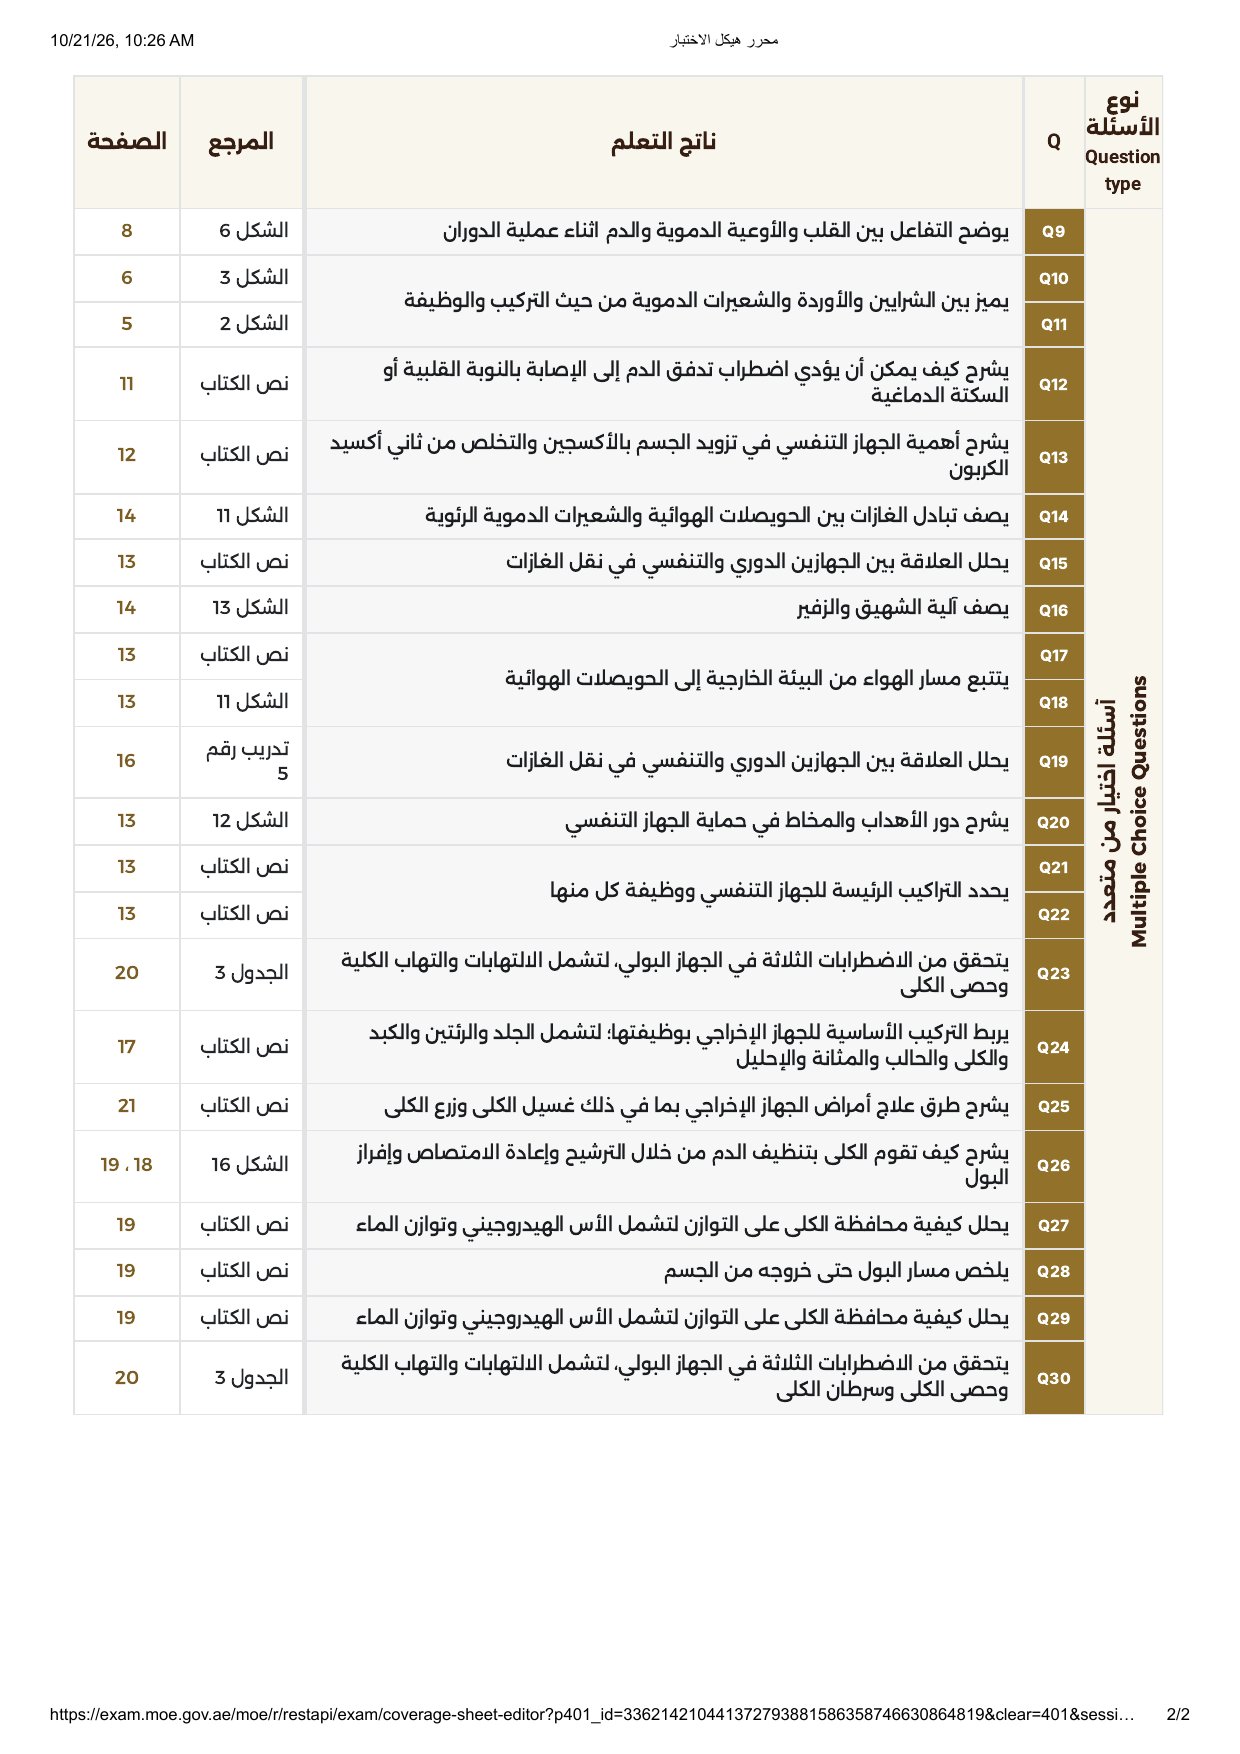 10/21/26, 10:26 AM
محرر هيكل الاختبار
نوع
الأسئلة
Question
type
Q
ناتج التعلم
المرجع
الصفحة
أسئلة اختيار من متعدد
Multiple Choice Questions
Q9
يوضح التفاعل بين القلب والأوعية الدموية والدم اثناء عملية الدوران
الشكل 6
8
Q10
يميز بين الشرايين والأوردة والشعيرات الدموية من حيث التركيب والوظيفة
الشكل 3
6
Q11
الشكل 2
5
Q12
يشرح كيف يمكن أن يؤدي اضطراب تدفق الدم إلى الإصابة بالنوبة القلبية أو
السكتة الدماغية
نص الكتاب
11
Q13
يشرح أهمية الجهاز التنفسي في تزويد الجسم بالأكسجين والتخلص من ثاني أكسيد
الكربون
نص الكتاب
12
Q14
يصف تبادل الغازات بين الحويصلات الهوائية والشعيرات الدموية الرئوية
الشكل 11
14
Q15
يحلل العلاقة بين الجهازين الدوري والتنفسي في نقل الغازات
نص الكتاب
13
Q16
يصف آلية الشهيق والزفير
الشكل 13
14
Q17
يتتبع مسار الهواء من البيئة الخارجية إلى الحويصلات الهوائية
نص الكتاب
13
Q18
الشكل 11
13
Q19
يحلل العلاقة بين الجهازين الدوري والتنفسي في نقل الغازات
تدريب رقم
5
16
Q20
يشرح دور الأهداب والمخاط في حماية الجهاز التنفسي
الشكل 12
13
Q21
يحدد التراكيب الرئيسة للجهاز التنفسي ووظيفة كل منها
نص الكتاب
13
Q22
نص الكتاب
13
Q23
يتحقق من الاضطرابات الثلاثة في الجهاز البولي، لتشمل الالتهابات والتهاب الكلية
وحصى الكلى
الجدول 3
20
Q24
يربط التركيب الأساسية للجهاز الإخراجي بوظيفتها؛ لتشمل الجلد والرئتين والكبد
والكلى والحالب والمثانة والإحليل
نص الكتاب
17
Q25
يشرح طرق علاج أمراض الجهاز الإخراجي بما في ذلك غسيل الكلى وزرع الكلى
نص الكتاب
21
Q26
يشرح كيف تقوم الكلى بتنظيف الدم من خلال الترشيح وإعادة الامتصاص وإفراز
البول
الشكل 16
18 ، 19
Q27
يحلل كيفية محافظة الكلى على التوازن لتشمل الأس الهيدروجيني وتوازن الماء
نص الكتاب
19
Q28
يلخص مسار البول حتى خروجه من الجسم
نص الكتاب
19
Q29
يحلل كيفية محافظة الكلى على التوازن لتشمل الأس الهيدروجيني وتوازن الماء
نص الكتاب
19
Q30
يتحقق من الاضطرابات الثلاثة في الجهاز البولي، لتشمل الالتهابات والتهاب الكلية
وحصى الكلى وسرطان الكلى
الجدول 3
20
https://exam.moe.gov.ae/moe/r/restapi/exam/coverage-sheet-editor?p401_id=336214210441372793881586358746630864819&clear=401&sessi…
2/2